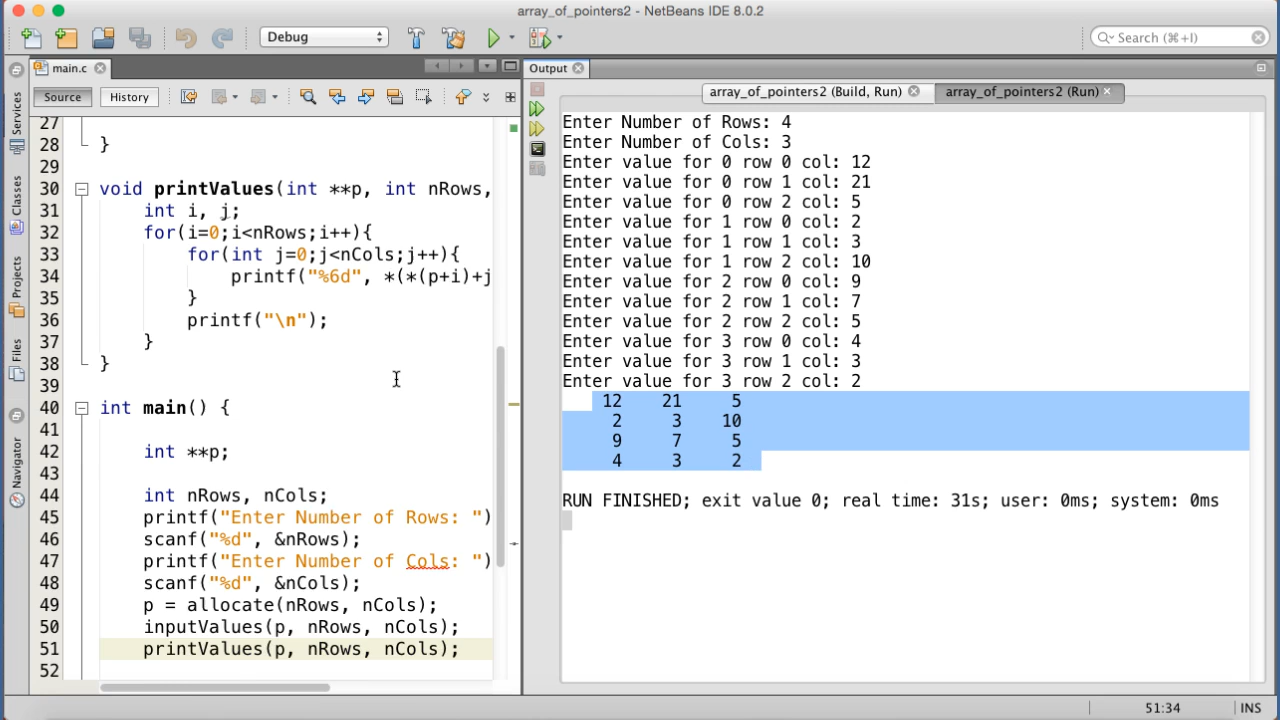 array_of_pointers2 - NetBeans IDE 8.0.2
Debug
Search (⌘+I)
main.c
Source History
Services
Classes
Projects
Files
Navigator
27
28 }
29
30 void printValues(int **p, int nRows,
31 int i, j;
32 for(i=0;i<nRows;i++){
33 for(int j=0;j<nCols;j++){
34 printf("%6d", *(*(p+i)+j
35 }
36 printf("\n");
37 }
38 }
39
40 int main() {
41
42 int **p;
43
44 int nRows, nCols;
45 printf("Enter Number of Rows: ")
46 scanf("%d", &nRows);
47 printf("Enter Number of Cols: ")
48 scanf("%d", &nCols);
49 p = allocate(nRows, nCols);
50 inputValues(p, nRows, nCols);
51 printValues(p, nRows, nCols);
52
Output
array_of_pointers2 (Build, Run) array_of_pointers2 (Run)
Enter Number of Rows: 4
Enter Number of Cols: 3
Enter value for 0 row 0 col: 12
Enter value for 0 row 1 col: 21
Enter value for 0 row 2 col: 5
Enter value for 1 row 0 col: 2
Enter value for 1 row 1 col: 3
Enter value for 1 row 2 col: 10
Enter value for 2 row 0 col: 9
Enter value for 2 row 1 col: 7
Enter value for 2 row 2 col: 5
Enter value for 3 row 0 col: 4
Enter value for 3 row 1 col: 3
Enter value for 3 row 2 col: 2
12 21 5
2 3 10
9 7 5
4 3 2
RUN FINISHED; exit value 0; real time: 31s; user: 0ms; system: 0ms
51:34 INS